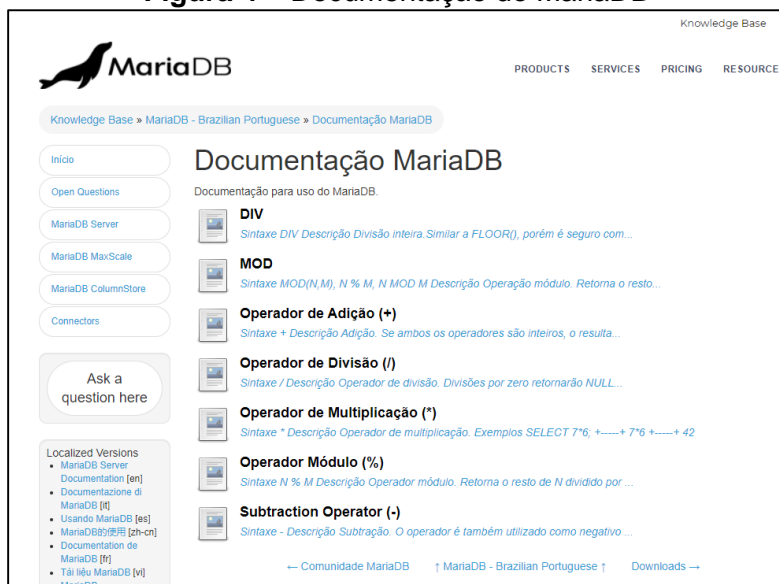 Figura 1 – Documentação do MariaDB
Knowledge Base
MariaDB
PRODUCTS SERVICES PRICING RESOURCE
Knowledge Base » MariaDB - Brazilian Portuguese » Documentação MariaDB
Início
Open Questions
MariaDB Server
MariaDB MaxScale
MariaDB ColumnStore
Connectors
Ask a
question here
Localized Versions
• MariaDB Server
Documentation [en]
• Documentazione di
MariaDB [it]
• Usando MariaDB [es]
• MariaDB的使用 [zh-cn]
• Documentation de
MariaDB [fr]
• Tái liệu MariaDB [vi]
Documentação MariaDB
Documentação para uso do MariaDB.
DIV
Sintaxe DIV Descrição Divisão inteira.Similar a FLOOR(), porém é seguro com...
MOD
Sintaxe MOD(N,M), N % M, N MOD M Descrição Operação módulo. Retorna o resto...
Operador de Adição (+)
Sintaxe + Descrição Adição. Se ambos os operadores são inteiros, o resulta...
Operador de Divisão (/)
Sintaxe / Descrição Operador de divisão. Divisões por zero retornarão NULL...
Operador de Multiplicação (*)
Sintaxe * Descrição Operador de multiplicação. Exemplos SELECT 7*6; +-----+ 7*6 +-----+ 42
Operador Módulo (%)
Sintaxe N % M Descrição Operador módulo. Retorna o resto de N dividido por ...
Subtraction Operator (-)
Sintaxe - Descrição Subtração. O operador é também utilizado como negativo ...
← Comunidade MariaDB ↑ MariaDB - Brazilian Portuguese ↑ Downloads →